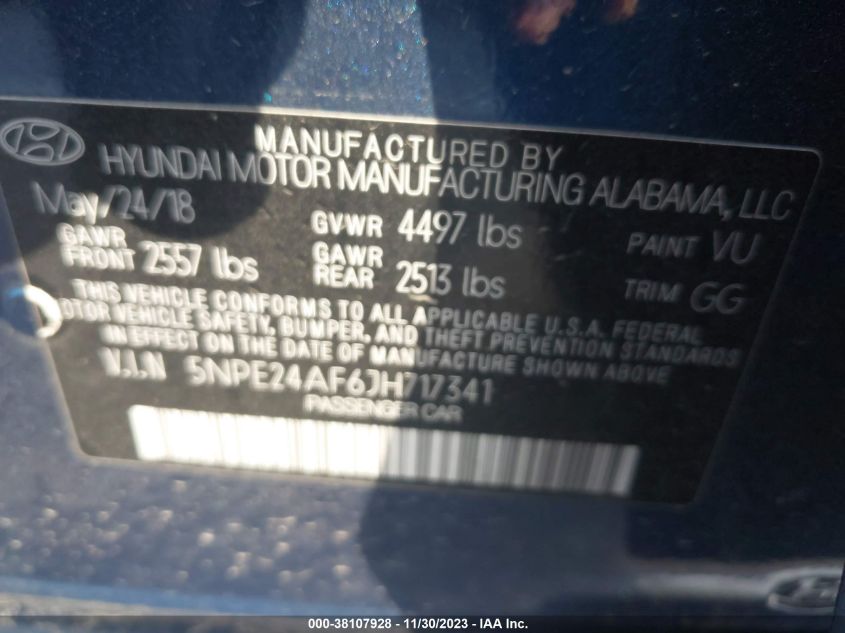 MANUFACTURED BY
HYUNDAI MOTOR MANUFACTURING ALABAMA, LLC
May/24/18 GVWR 4497 lbs PAINT VU
GAWR FRONT 2557 lbs GAWR REAR 2513 lbs TRIM GG
THIS VEHICLE CONFORMS TO ALL APPLICABLE U.S.A. FEDERAL
MOTOR VEHICLE SAFETY, BUMPER, AND THEFT PREVENTION STANDARDS
IN EFFECT ON THE DATE OF MANUFACTURE SHOWN ABOVE
V.I.N 5NPE24AF6JH717341
PASSENGER CAR
000-38107928 - 11/30/2023 - IAA Inc.